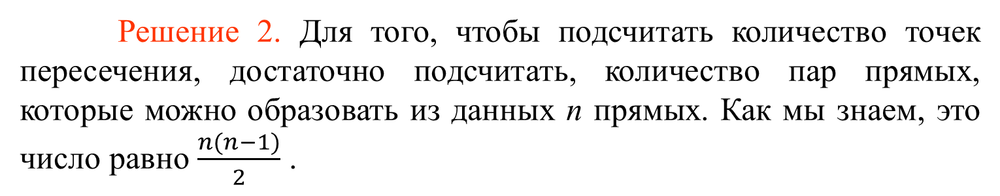 Решение 2. Для того, чтобы подсчитать количество точек
пересечения, достаточно подсчитать, количество пар прямых,
которые можно образовать из данных n прямых. Как мы знаем, это
число равно \frac{n(n-1)}{2} .